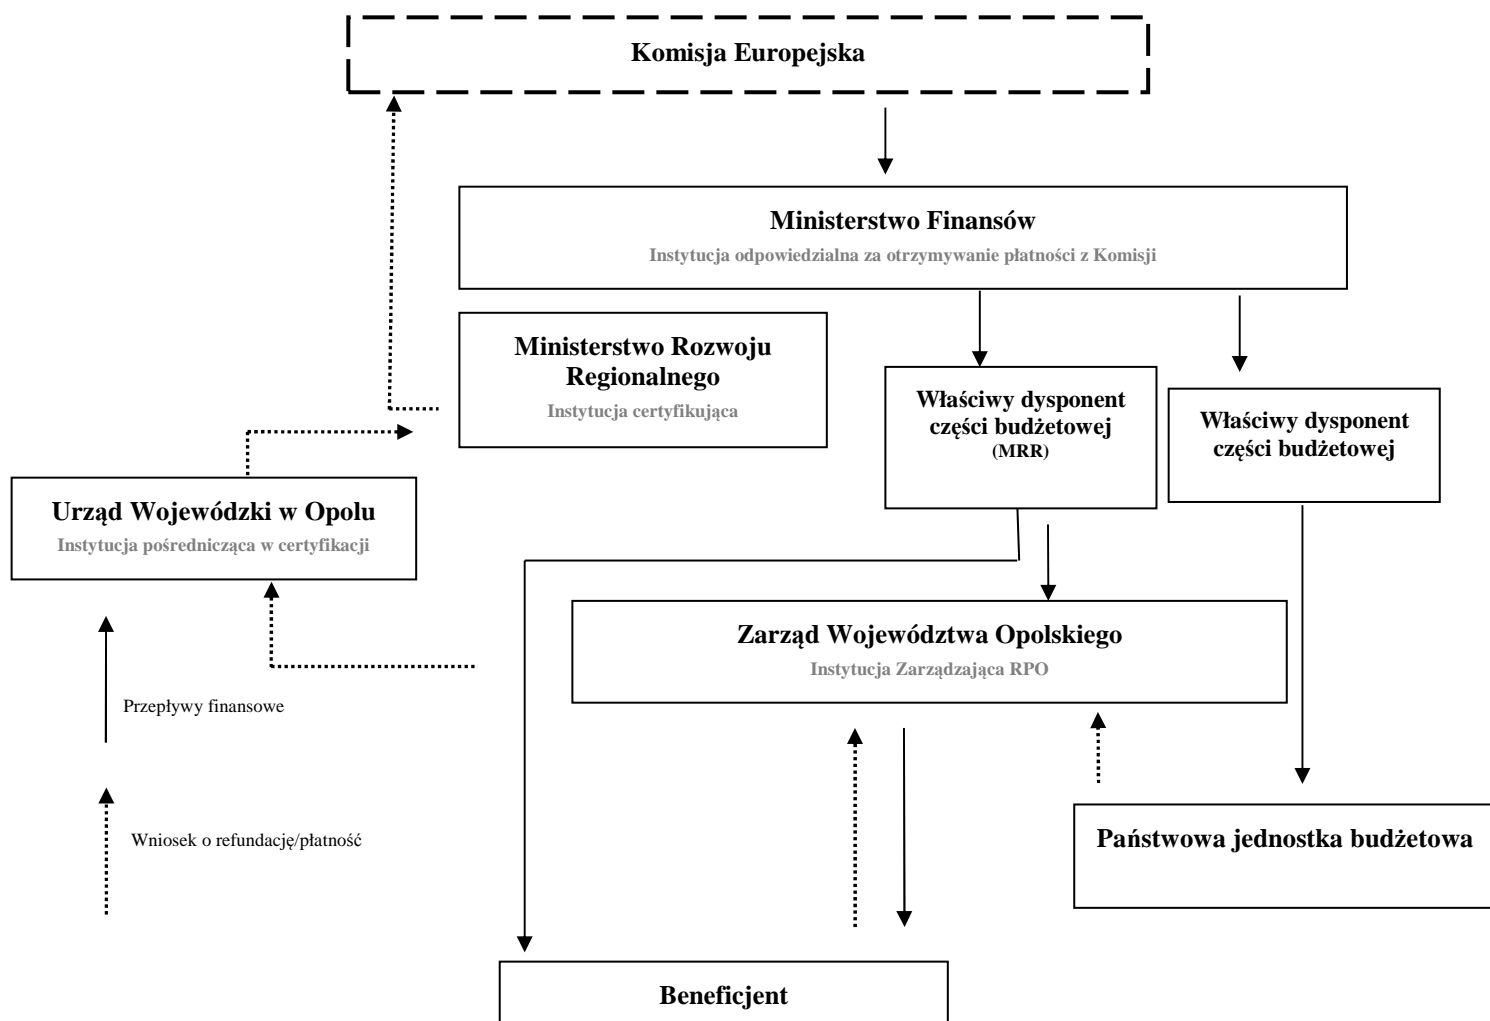 Komisja Europejska
Ministerstwo Finansów
Instytucja odpowiedzialna za otrzymywanie płatności z Komisji
Ministerstwo Rozwoju
Regionalnego
Instytucja certyfikująca
Właściwy dysponent
części budżetowej
(MRR)
Właściwy dysponent
części budżetowej
Urząd Wojewódzki w Opolu
Instytucja pośrednicząca w certyfikacji
Zarząd Województwa Opolskiego
Instytucja Zarządzająca RPO
Przepływy finansowe
Wniosek o refundację/płatność
Państwowa jednostka budżetowa
Beneficjent